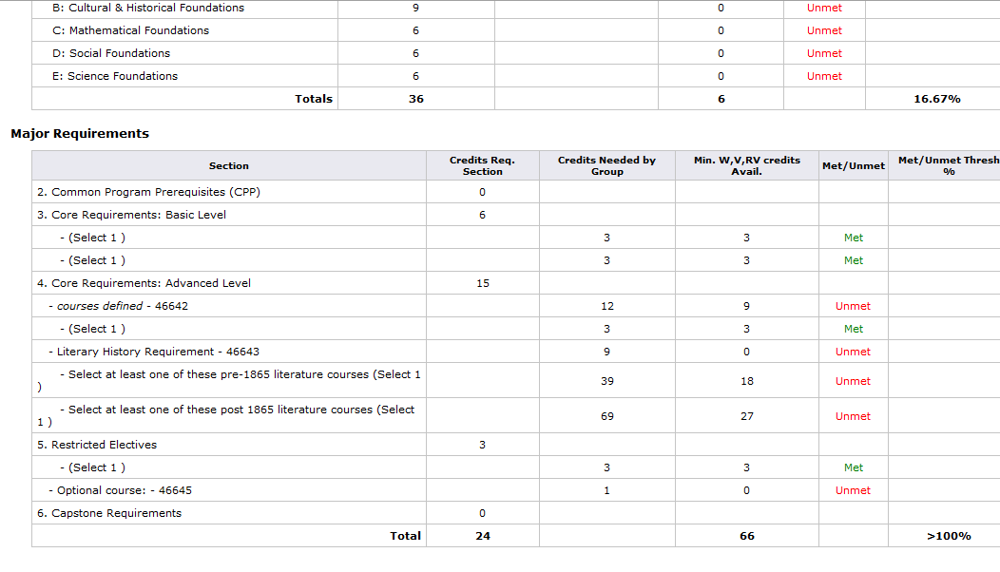 B: Cultural & Historical Foundations 9 0 Unmet
C: Mathematical Foundations 6 0 Unmet
D: Social Foundations 6 0 Unmet
E: Science Foundations 6 0 Unmet
Totals 36 6 16.67%
Major Requirements
Section Credits Req. Section Credits Needed by Group Min. W,V,RV credits Avail. Met/Unmet Met/Unmet Thresh %
2. Common Program Prerequisites (CPP) 0
3. Core Requirements: Basic Level 6
- (Select 1 ) 3 3 Met
- (Select 1 ) 3 3 Met
4. Core Requirements: Advanced Level 15
- courses defined - 46642 12 9 Unmet
- (Select 1 ) 3 3 Met
- Literary History Requirement - 46643 9 0 Unmet
- Select at least one of these pre-1865 literature courses (Select 1
) 39 18 Unmet
- Select at least one of these post 1865 literature courses (Select
1 ) 69 27 Unmet
5. Restricted Electives 3
- (Select 1 ) 3 3 Met
- Optional course: - 46645 1 0 Unmet
6. Capstone Requirements 0
Total 24 66 >100%